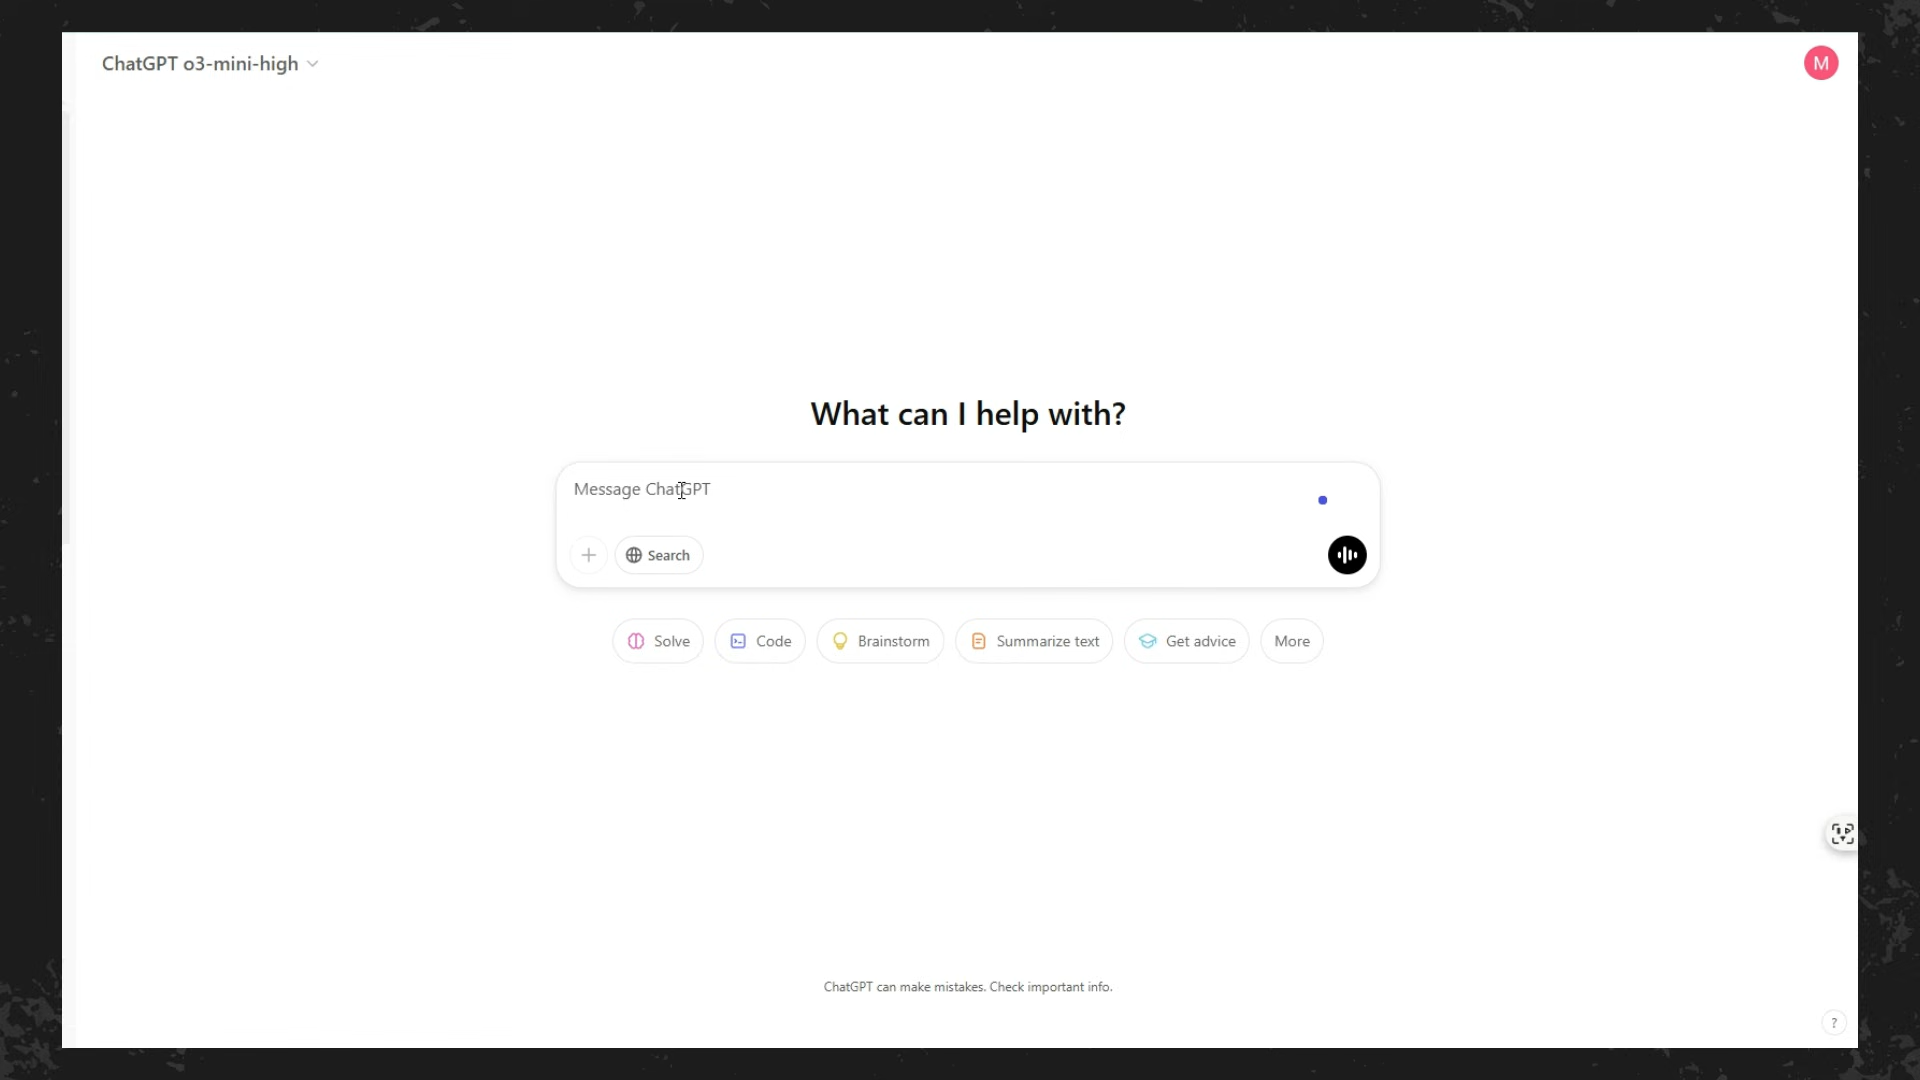 ChatGPT o3-mini-high
M
What can I help with?
Message ChatGPT
Search
Solve
Code
Brainstorm
Summarize text
Get advice
More
ChatGPT can make mistakes. Check important info.
?